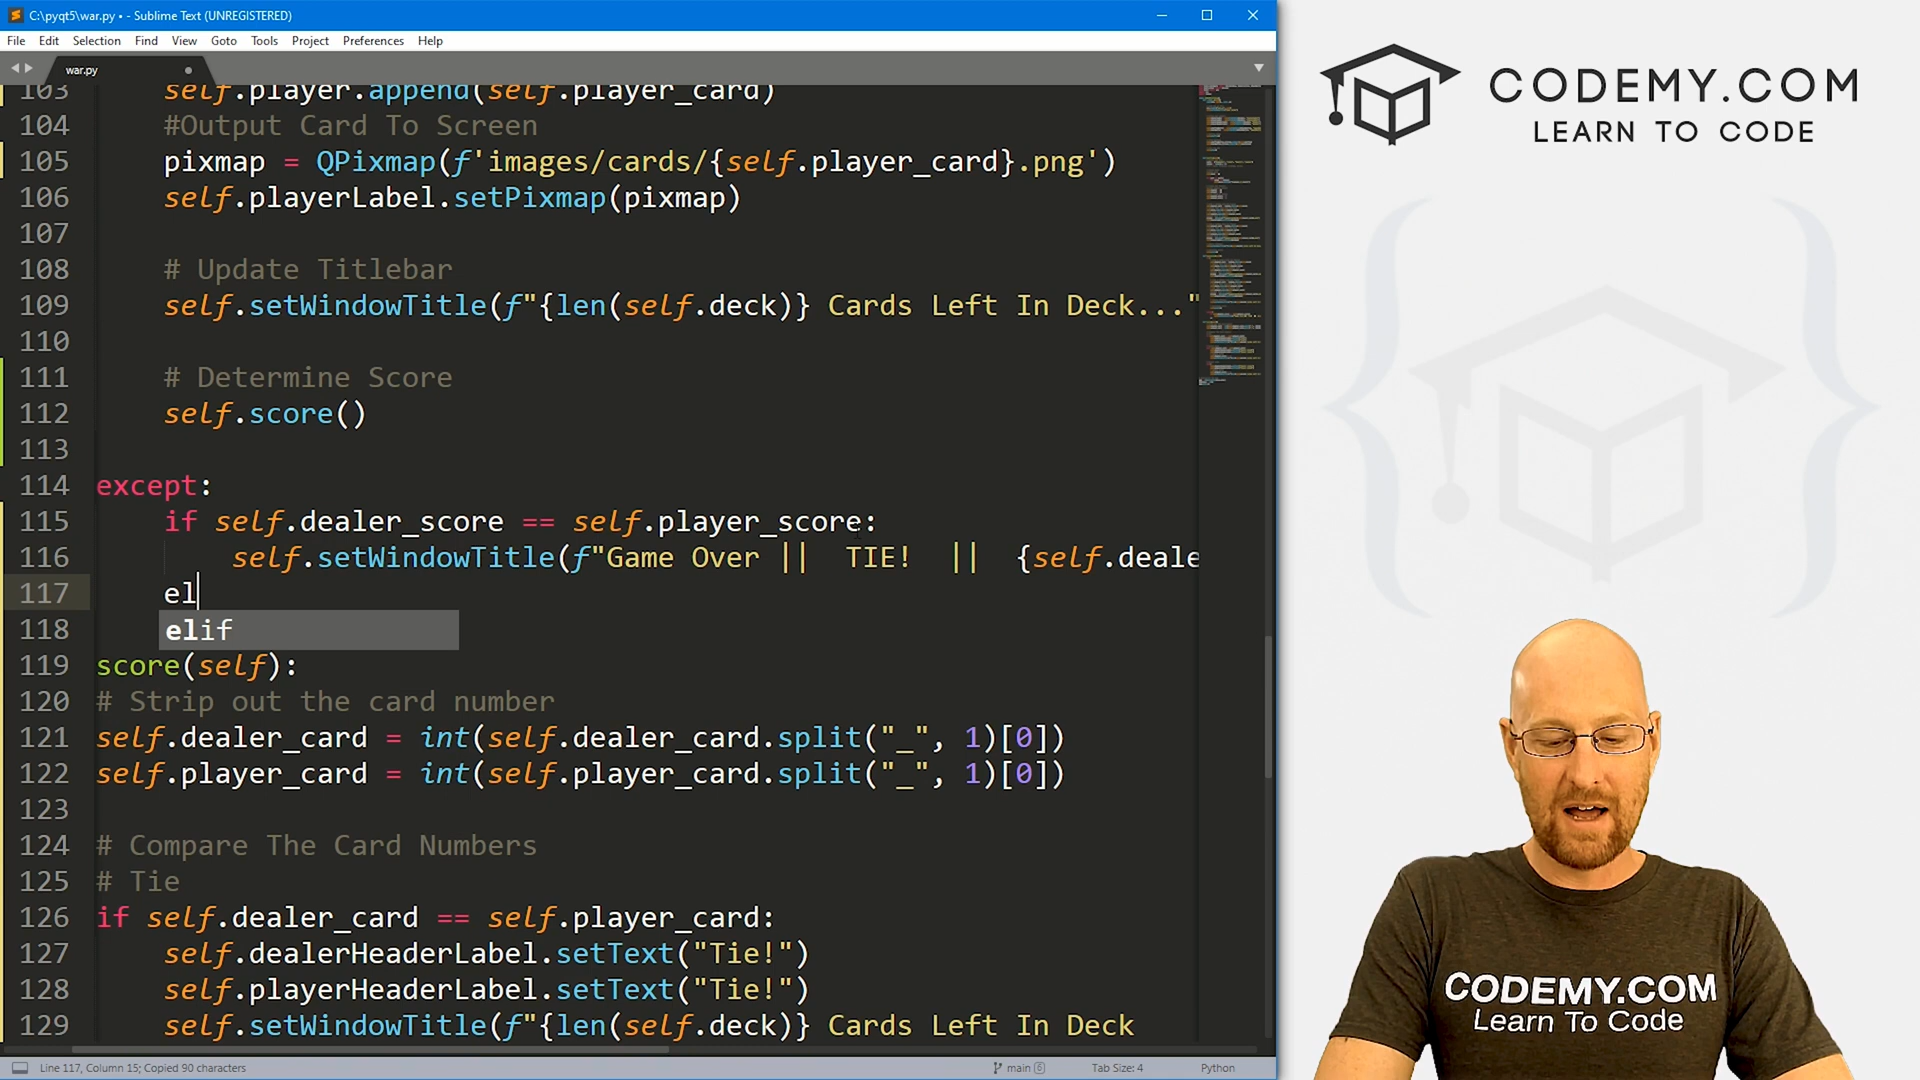 C:\pyqt5\war.py • - Sublime Text (UNREGISTERED)
File Edit Selection Find View Goto Tools Project Preferences Help
war.py
103 self.player.append(self.player_card)
104 #Output Card To Screen
105 pixmap = QPixmap(f'images/cards/{self.player_card}.png')
106 self.playerLabel.setPixmap(pixmap)
107
108 # Update Titlebar
109 self.setWindowTitle(f"{len(self.deck)} Cards Left In Deck..."
110
111 # Determine Score
112 self.score()
113
114 except:
115 if self.dealer_score == self.player_score:
116 self.setWindowTitle(f"Game Over || TIE! || {self.deale
117 el
118 elif
119 score(self):
120 # Strip out the card number
121 self.dealer_card = int(self.dealer_card.split("_", 1)[0])
122 self.player_card = int(self.player_card.split("_", 1)[0])
123
124 # Compare The Card Numbers
125 # Tie
126 if self.dealer_card == self.player_card:
127 self.dealerHeaderLabel.setText("Tie!")
128 self.playerHeaderLabel.setText("Tie!")
129 self.setWindowTitle(f"{len(self.deck)} Cards Left In Deck
Line 117, Column 15; Copied 90 characters
main 6
Tab Size: 4
Python
CODEMY.COM
LEARN TO CODE
CODEMY.COM
Learn To Code